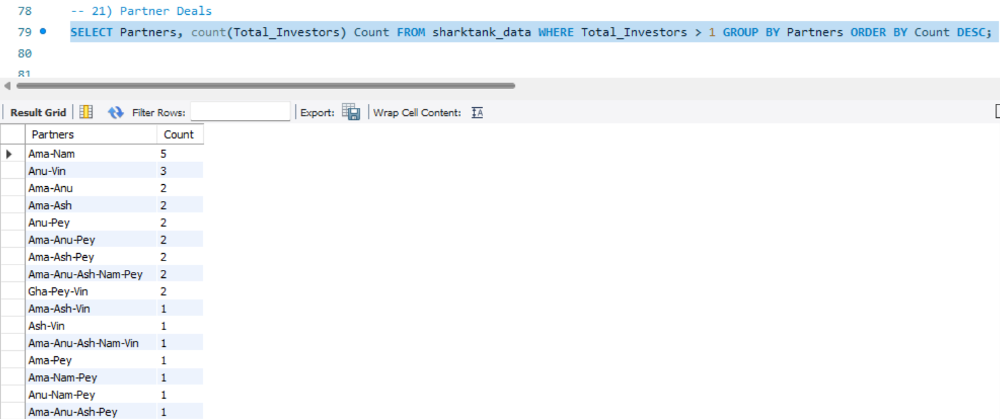 78 -- 21) Partner Deals
79 SELECT Partners, count(Total_Investors) Count FROM sharktank_data WHERE Total_Investors > 1 GROUP BY Partners ORDER BY Count DESC;
80
81
Result Grid Filter Rows: Export: Wrap Cell Content: IA
Partners Count
Ama-Nam 5
Anu-Vin 3
Ama-Anu 2
Ama-Ash 2
Anu-Pey 2
Ama-Anu-Pey 2
Ama-Ash-Pey 2
Ama-Anu-Ash-Nam-Pey 2
Gha-Pey-Vin 2
Ama-Ash-Vin 1
Ash-Vin 1
Ama-Anu-Ash-Nam-Vin 1
Ama-Pey 1
Ama-Nam-Pey 1
Anu-Nam-Pey 1
Ama-Anu-Ash-Pey 1